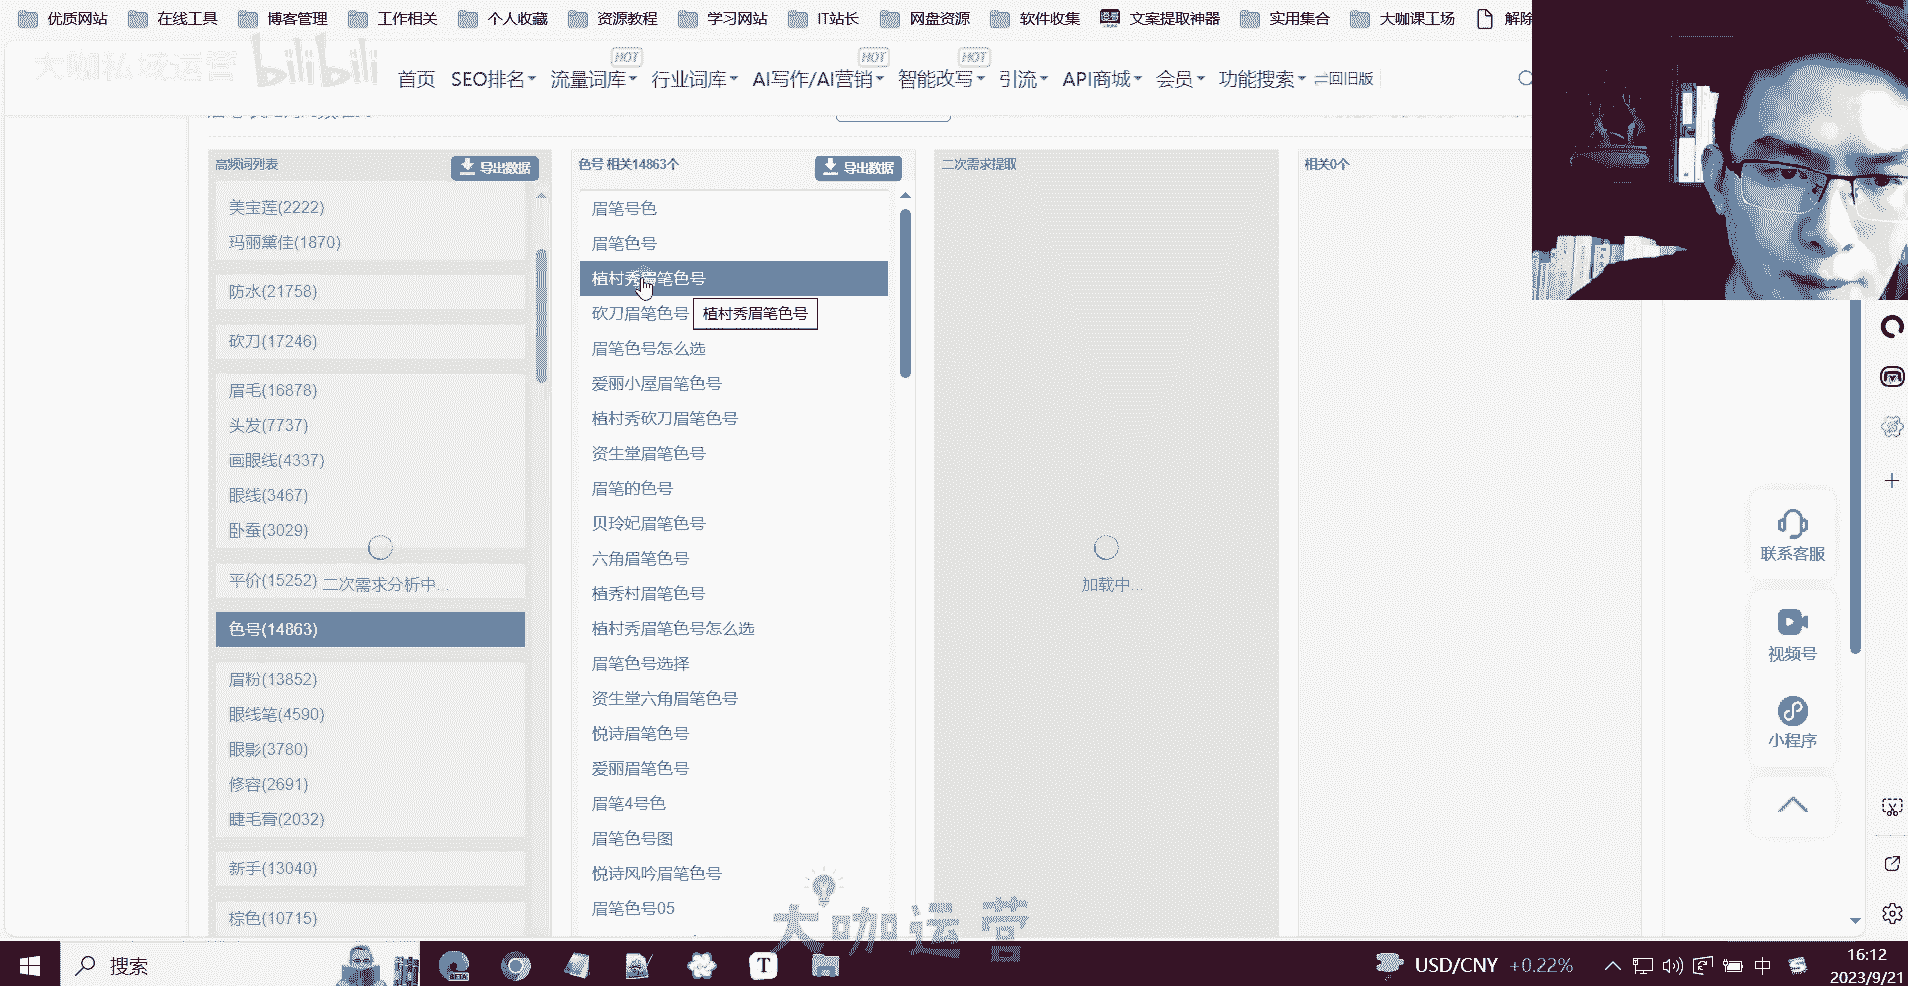 优质网站 在线工具 博客管理 工作相关 个人收藏 资源教程 学习网站 IT站长 网盘资源 软件收集 文案提取神器 实用集合 大咖课工场 解除
大咖私域运营 bilibili
HOT HOT HOT
首页 SEO排名 流量词库 行业词库 AI写作/AI营销 智能改写 引流 API商城 会员 功能搜索 回旧版
高频词列表 导出数据
美宝莲(2222)
玛丽黛佳(1870)
防水(21758)
砍刀(17246)
眉毛(16878)
头发(7737)
画眼线(4337)
眼线(3467)
卧蚕(3029)
平价(15252)
二次需求分析中...
色号(14863)
眉粉(13852)
眼线笔(4590)
眼影(3780)
修容(2691)
睫毛膏(2032)
新手(13040)
棕色(10715)
色号 相关14863个 导出数据
眉笔号色
眉笔色号
植村秀眉笔色号
砍刀眉笔色号
植村秀眉笔色号
眉笔色号怎么选
爱丽小屋眉笔色号
植村秀砍刀眉笔色号
资生堂眉笔色号
眉笔的色号
贝玲妃眉笔色号
六角眉笔色号
植秀村眉笔色号
植村秀眉笔色号怎么选
眉笔色号选择
资生堂六角眉笔色号
悦诗眉笔色号
爱丽眉笔色号
眉笔4号色
眉笔色号图
悦诗风吟眉笔色号
眉笔色号05
二次需求提取
加载中...
相关0个
联系客服
视频号
小程序
大咖运营
搜索
BETA
T
USD/CNY +0.22%
中
16:12
2023/9/21